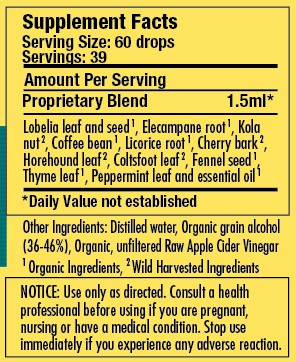 Supplement Facts
Serving Size: 60 drops
Servings: 39
Amount Per Serving
Proprietary Blend 1.5ml*
Lobelia leaf and seed¹, Elecampane root¹, Kola
nut², Coffee bean¹, Licorice root¹, Cherry bark²,
Horehound leaf², Coltsfoot leaf², Fennel seed¹,
Thyme leaf¹, Peppermint leaf and essential oil¹
*Daily Value not established
Other Ingredients: Distilled water, Organic grain alcohol
(36-46%), Organic, unfiltered Raw Apple Cider Vinegar
¹ Organic Ingredients, ² Wild Harvested Ingredients
NOTICE: Use only as directed. Consult a health
professional before using if you are pregnant,
nursing or have a medical condition. Stop use
immediately if you experience any adverse reaction.